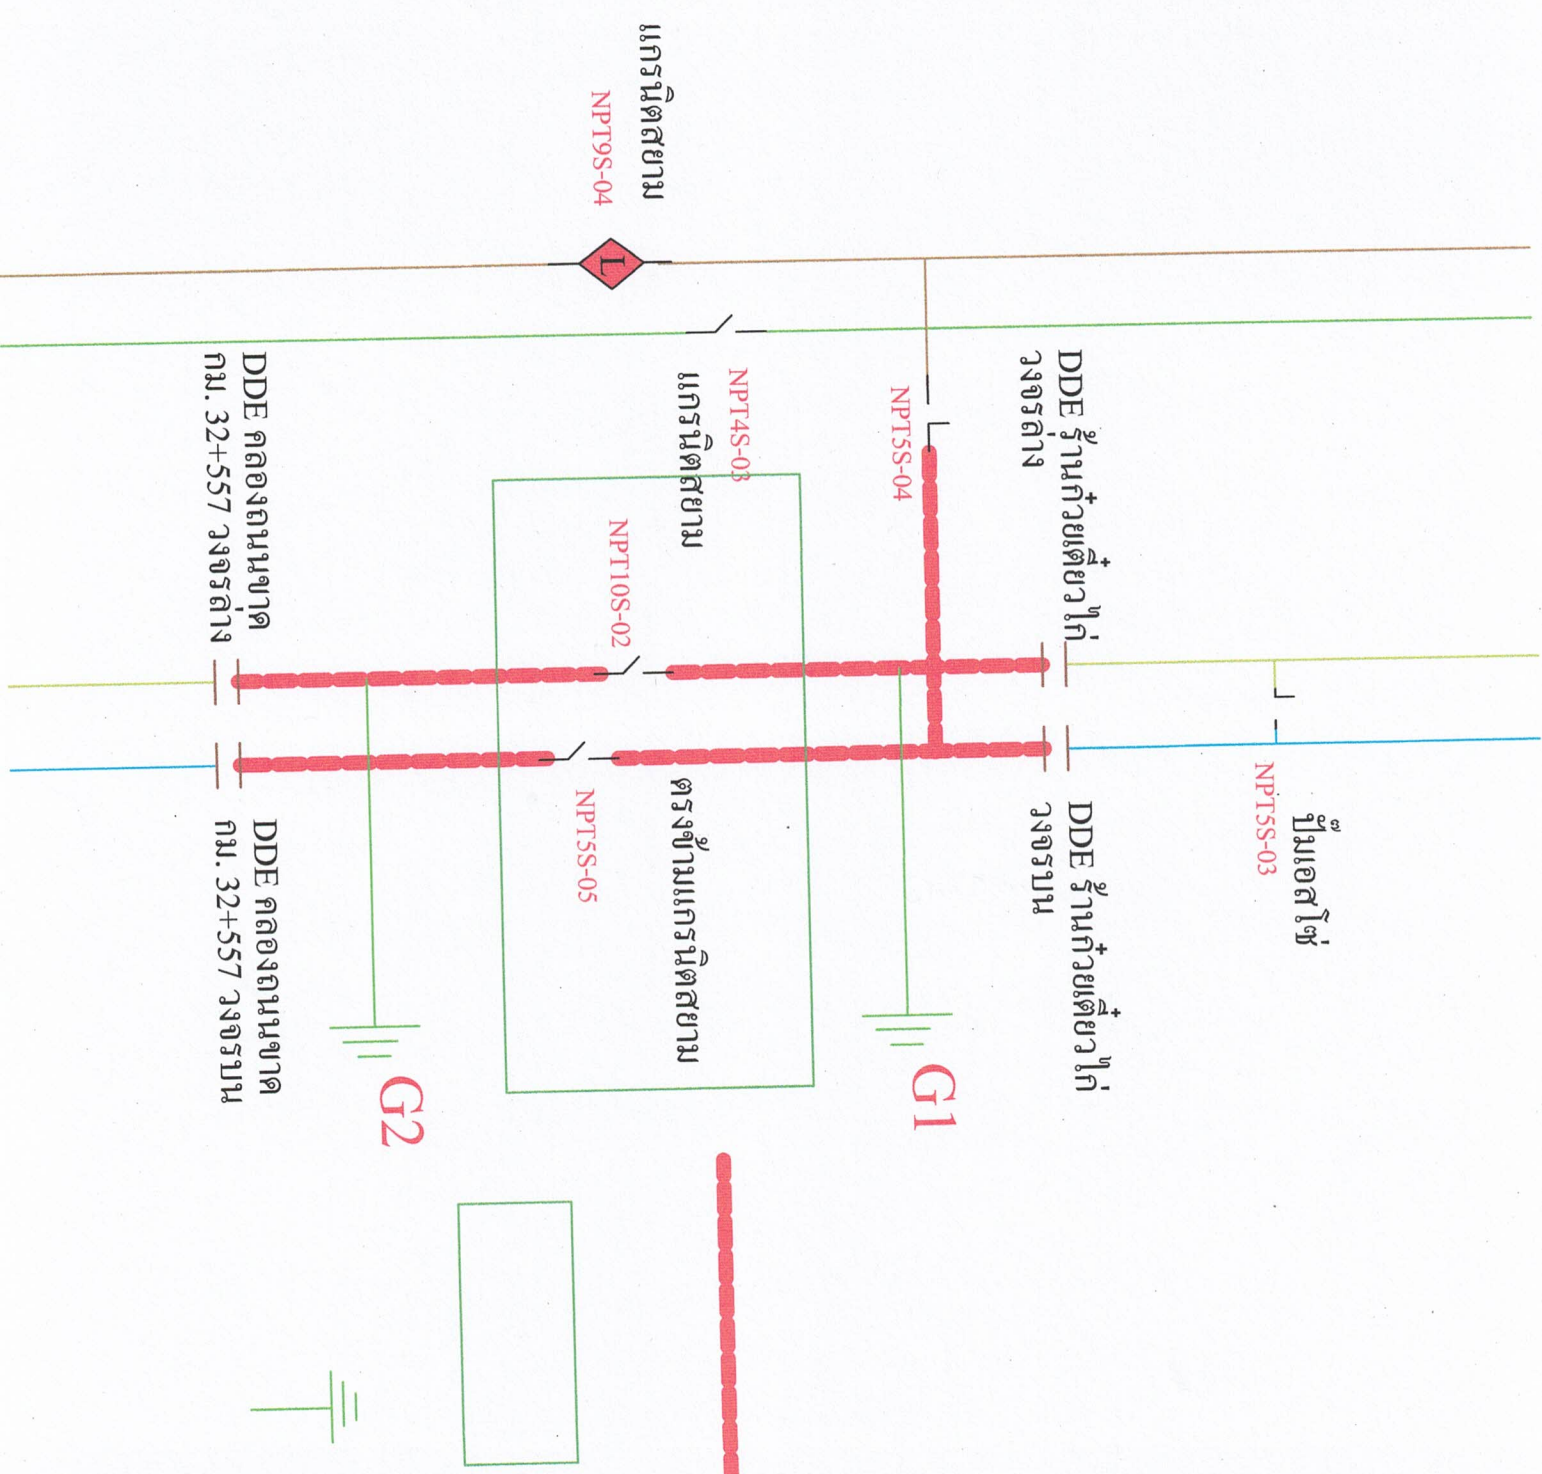 แกรนิตสยาม
NPT9S-04
DDE ร้านก๋วยเตี๋ยวไก่
วงจรล่าง
NPT5S-04
NPT4S-03
แกรนิตสยาม
NPT10S-02
DDE คลองถนนขาด
กม. 32+557 วงจรล่าง
ปั๊มเอสโซ่
NPT5S-03
DDE ร้านก๋วยเตี๋ยวไก่
วงจรบน
ตรงข้ามแกรนิตสยาม
NPT5S-05
DDE คลองถนนขาด
กม. 32+557 วงจรบน
G1
G2
L